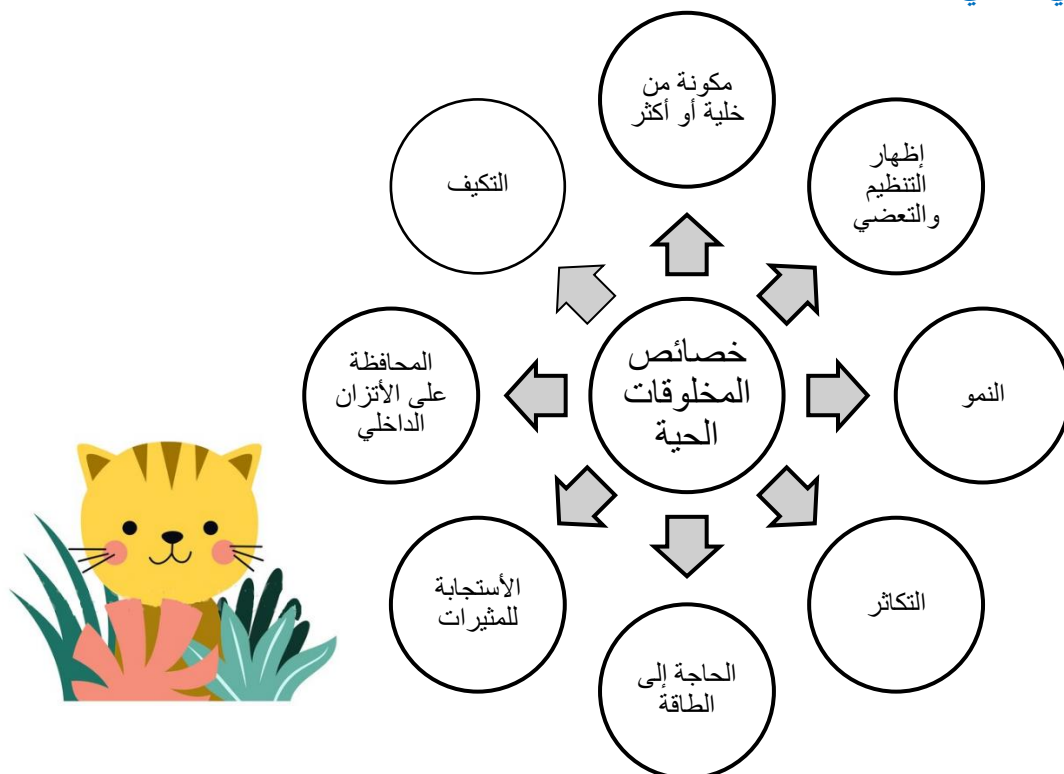 مكونة من
خلية أو أكثر
إظهار
التنظيم
والتعضي
النمو
التكاثر
الحاجة إلى
الطاقة
الأستجابة
للمثيرات
المحافظة
على الأتزان
الداخلي
التكيف
خصائص
المخلوقات
الحية